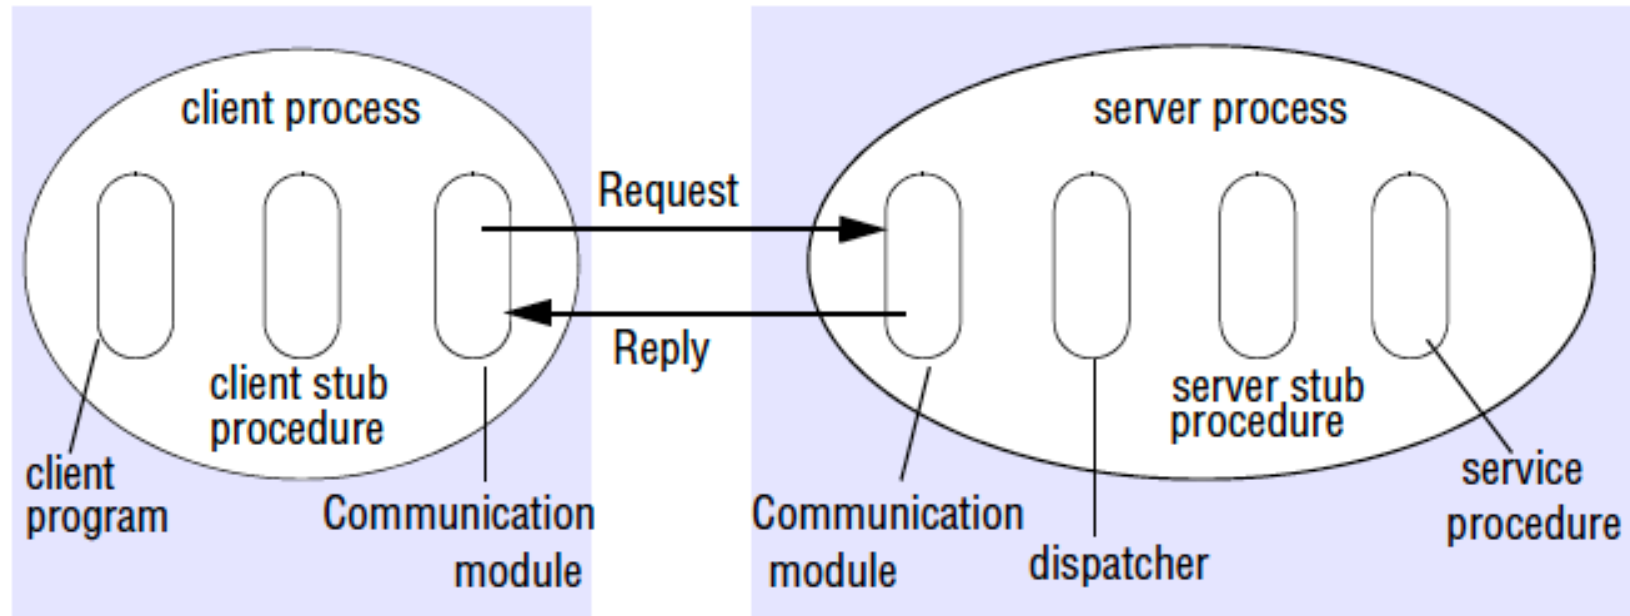 client process
server process
Request
Reply
client stub
procedure
server stub
procedure
client
program
Communication
module
Communication
module
dispatcher
service
procedure